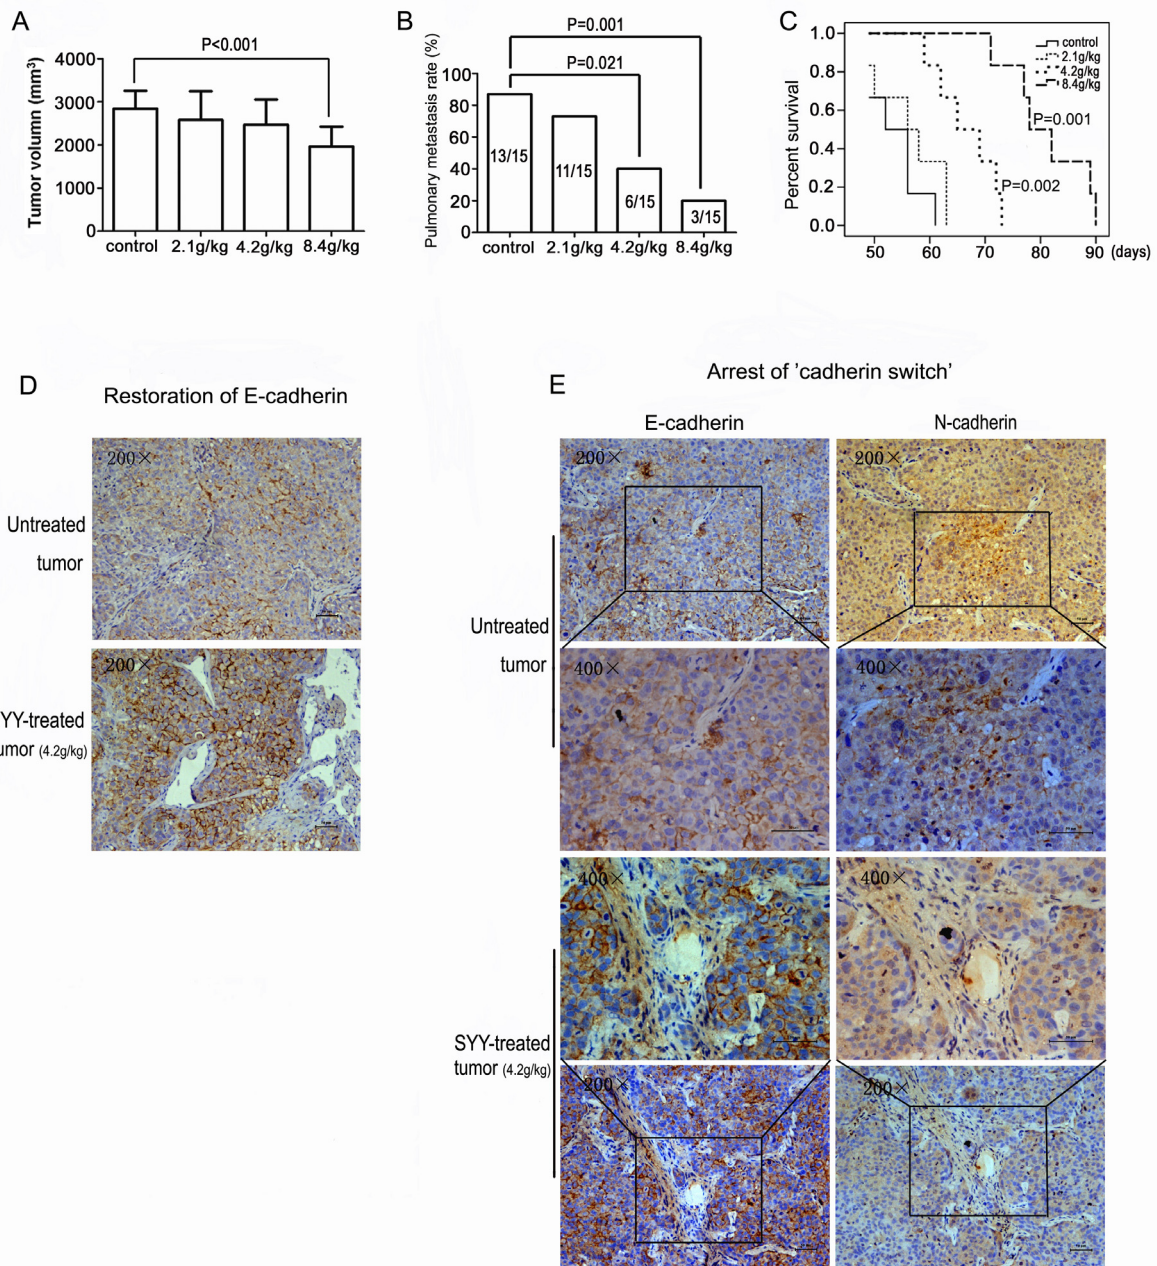 A
P<0.001
Tumor volumn (mm³)
4000
3000
2000
1000
0
control 2.1g/kg 4.2g/kg 8.4g/kg
B
P=0.001
P=0.021
Pulmonary metastasis rate (%)
100
80
60
40
20
0
13/15
11/15
6/15
3/15
control 2.1g/kg 4.2g/kg 8.4g/kg
C
Percent survival
1.0
0.8
0.6
0.4
0.2
0.0
control
2.1g/kg
4.2g/kg
8.4g/kg
P=0.001
P=0.002
50 60 70 80 90 (days)
D
Restoration of E-cadherin
200×
Untreated
tumor
200×
YY-treated
umor (4.2g/kg)
E
Arrest of 'cadherin switch'
E-cadherin N-cadherin
200× 200×
Untreated
tumor
400× 400×
400× 400×
SYY-treated
tumor (4.2g/kg)
200× 200×